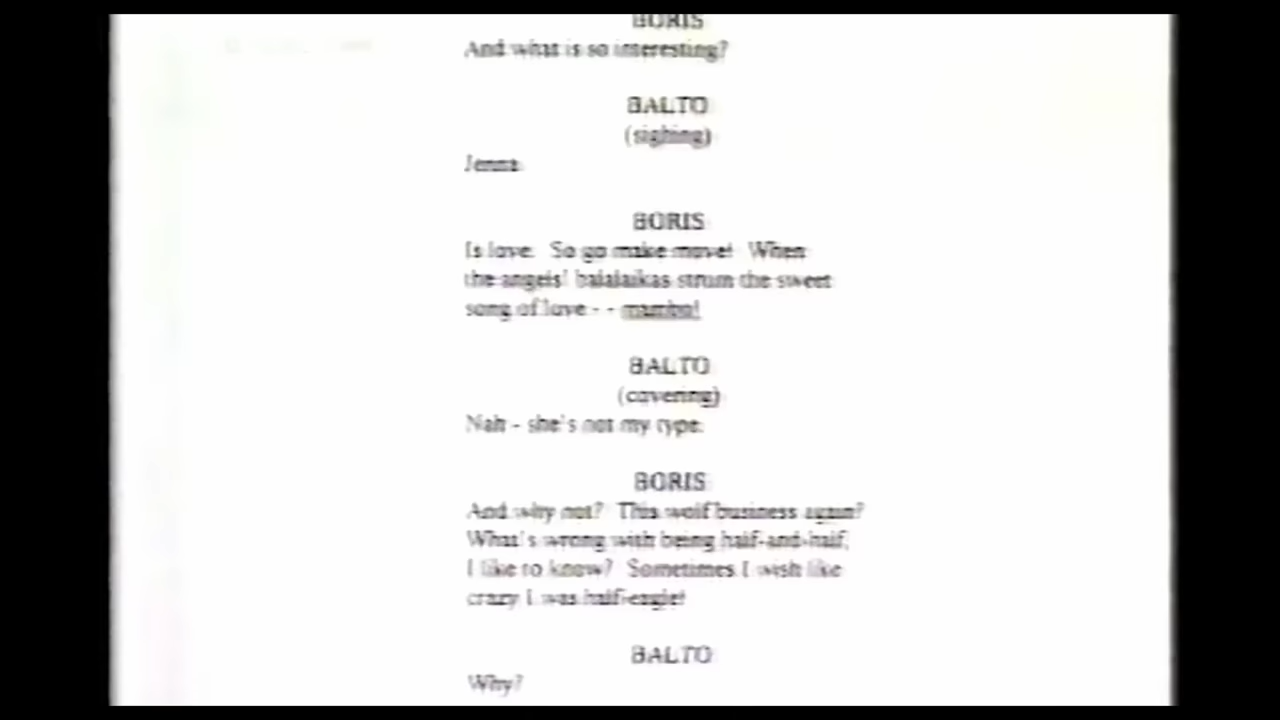 BORIS
And what is so interesting?
BALTO
(sighing)
Jenna.
BORIS
Is love. So go make move! When
the angels' balalaikas strum the sweet
song of love - - mambo!
BALTO
(covering)
Nah - she's not my type.
BORIS
And why not? This wolf business again?
What's wrong with being half-and-half,
I like to know? Sometimes I wish like
crazy I was half-eagle!
BALTO
Why?